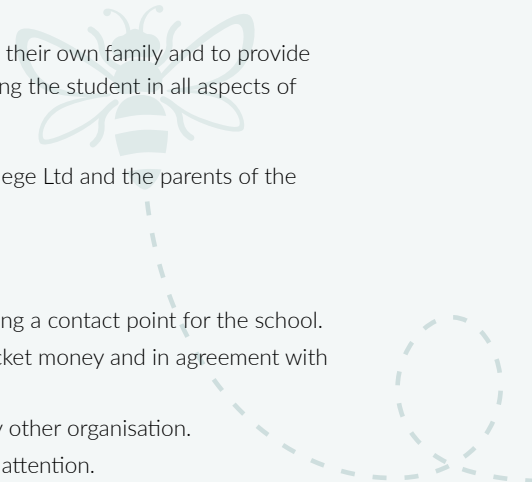 their own family and to provide
ng the student in all aspects of
ege Ltd and the parents of the
ng a contact point for the school.
cket money and in agreement with
y other organisation.
attention.